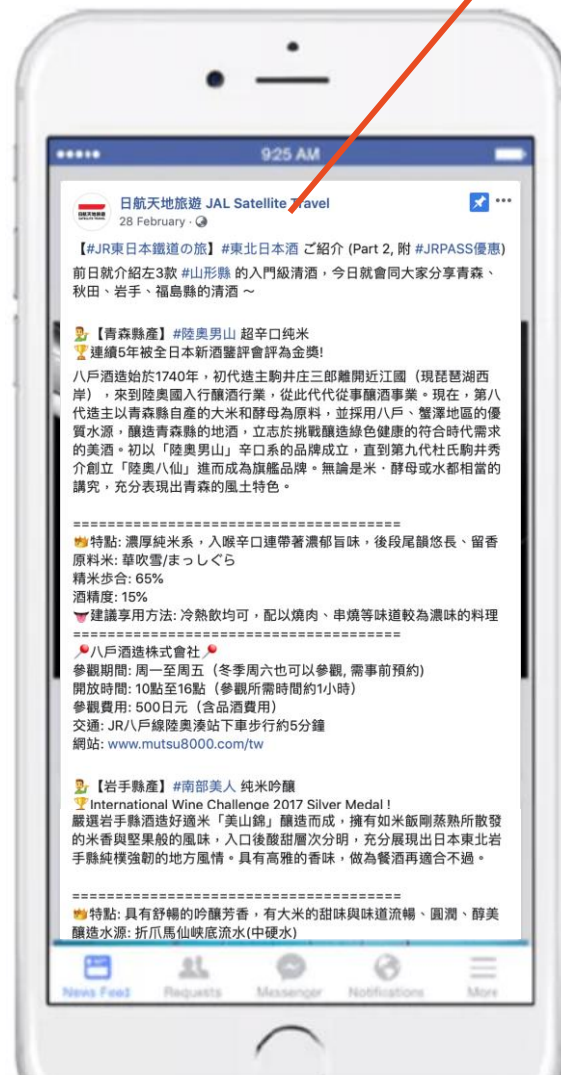 9:25 AM
日航天地旅遊 JAL Satellite Travel
28 February ·
【#JR東日本鐵道の旅】#東北日本酒 ご紹介 (Part 2, 附 #JRPASS優惠)
前日就介紹左3款 #山形縣 的入門級清酒，今日就會同大家分享青森、
秋田、岩手、福島縣的清酒 ～
【青森縣產】#陸奧男山 超辛口纯米
🏆連續5年被全日本新酒鑒評會評為金獎!
八戶酒造始於1740年，初代造主駒井庄三郎離開近江國（現琵琶湖西
岸），來到陸奧國入行釀酒行業，從此代代從事釀酒事業。現在，第八
代造主以青森縣自產的大米和酵母為原料，並採用八戶、蟹澤地區的優
質水源，釀造青森縣的地酒，立志於挑戰釀造綠色健康的符合時代需求
的美酒。初以「陸奧男山」辛口系的品牌成立，直到第九代杜氏駒井秀
介創立「陸奧八仙」進而成為旗艦品牌。無論是米．酵母或水都相當的
講究，充分表現出青森的風土特色。
=======================================
特點: 濃厚純米系，入喉辛口連帶著濃郁旨味，後段尾韻悠長、留香
原料米: 華吹雪/まっしぐら
精米歩合: 65%
酒精度: 15%
👅建議享用方法: 冷熱飲均可，配以燒肉、串燒等味道較為濃味的料理
=======================================
📍八戶酒造株式會社📍
參觀期間: 周一至周五（冬季周六也可以參觀, 需事前預約)
開放時間: 10點至16點（參觀所需時間約1小時）
參觀費用: 500日元（含品酒費用）
交通: JR八戶線陸奧湊站下車步行約5分鐘
網站: www.mutsu8000.com/tw
【岩手縣產】#南部美人 纯米吟釀
🏆International Wine Challenge 2017 Silver Medal !
嚴選岩手縣酒造好適米「美山錦」釀造而成，擁有如米飯剛蒸熟所散發
的米香與堅果般的風味，入口後酸甜層次分明，充分展現出日本東北岩
手縣純樸強韌的地方風情。具有高雅的香味，做為餐酒再適合不過。
=======================================
特點: 具有舒暢的吟釀芳香，有大米的甜味與味道流暢、圓潤、醇美
釀造水源: 折爪馬仙峡底流水(中硬水)
News Feed Requests Messenger Notifications More